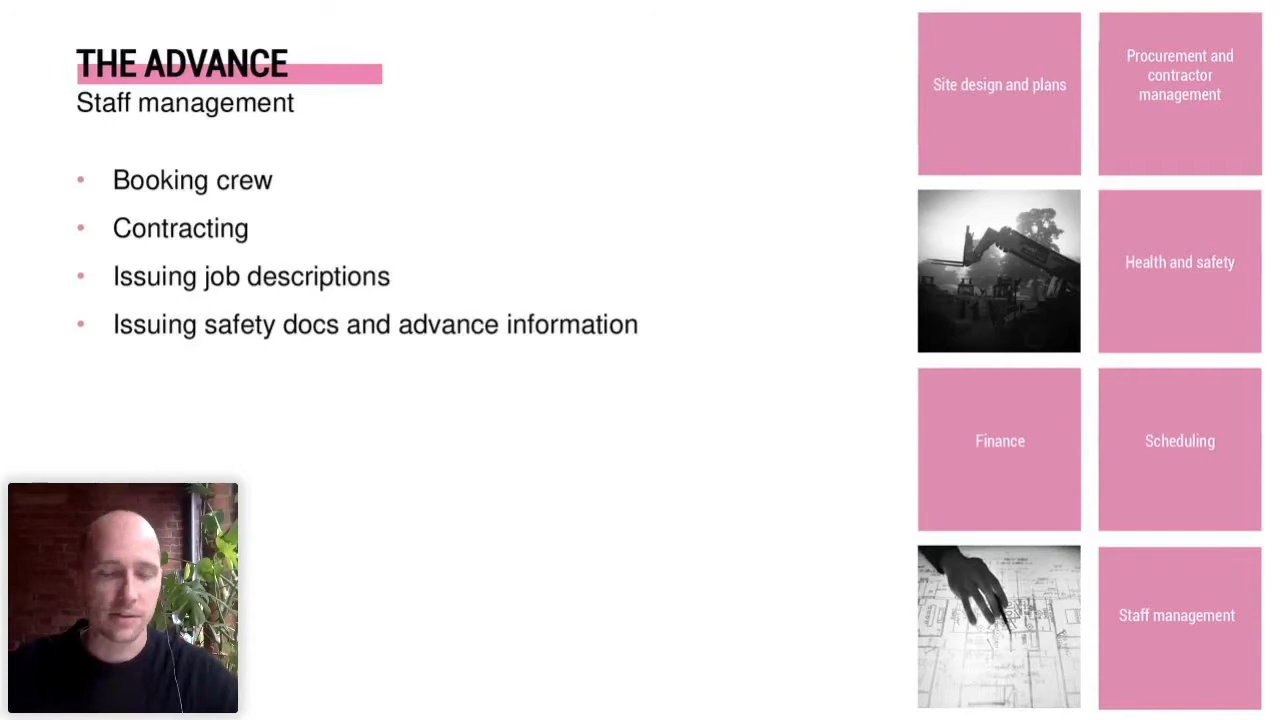 THE ADVANCE
Staff management
• Booking crew
• Contracting
• Issuing job descriptions
• Issuing safety docs and advance information
Site design and plans
Procurement and
contractor
management
Health and safety
Finance
Scheduling
Staff management